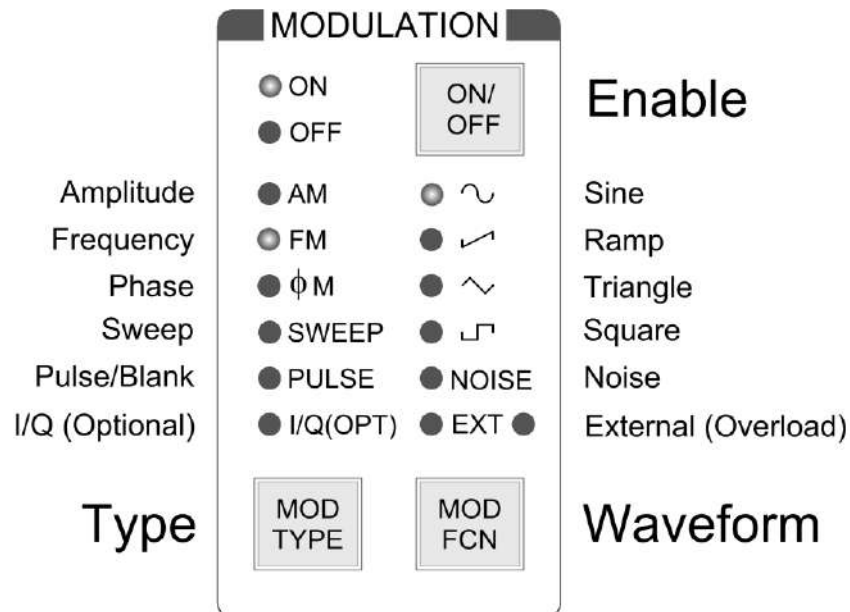 MODULATION
ON
OFF
ON/
OFF
Enable
Amplitude
AM
Sine
Frequency
FM
Ramp
Phase
ϕM
Triangle
Sweep
SWEEP
Square
Pulse/Blank
PULSE
NOISE
Noise
I/Q (Optional)
I/Q(OPT)
EXT
External (Overload)
Type
MOD
TYPE
MOD
FCN
Waveform